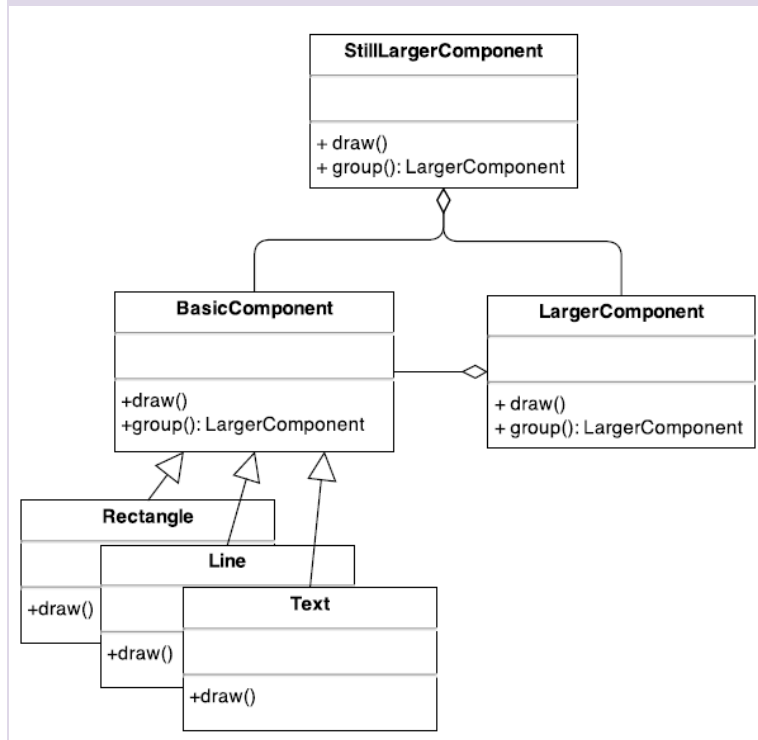 StillLargerComponent
+ draw()
+ group(): LargerComponent
BasicComponent
+draw()
+group(): LargerComponent
LargerComponent
+ draw()
+ group(): LargerComponent
Rectangle
+draw()
Line
+draw()
Text
+draw()